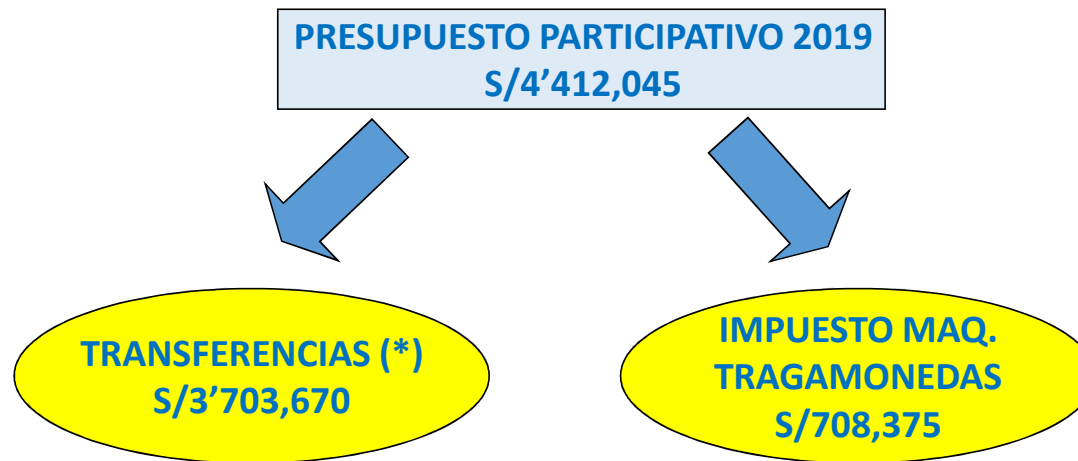 PRESUPUESTO PARTICIPATIVO 2019
S/4’412,045
TRANSFERENCIAS (*)
S/3’703,670
IMPUESTO MAQ.
TRAGAMONEDAS
S/708,375